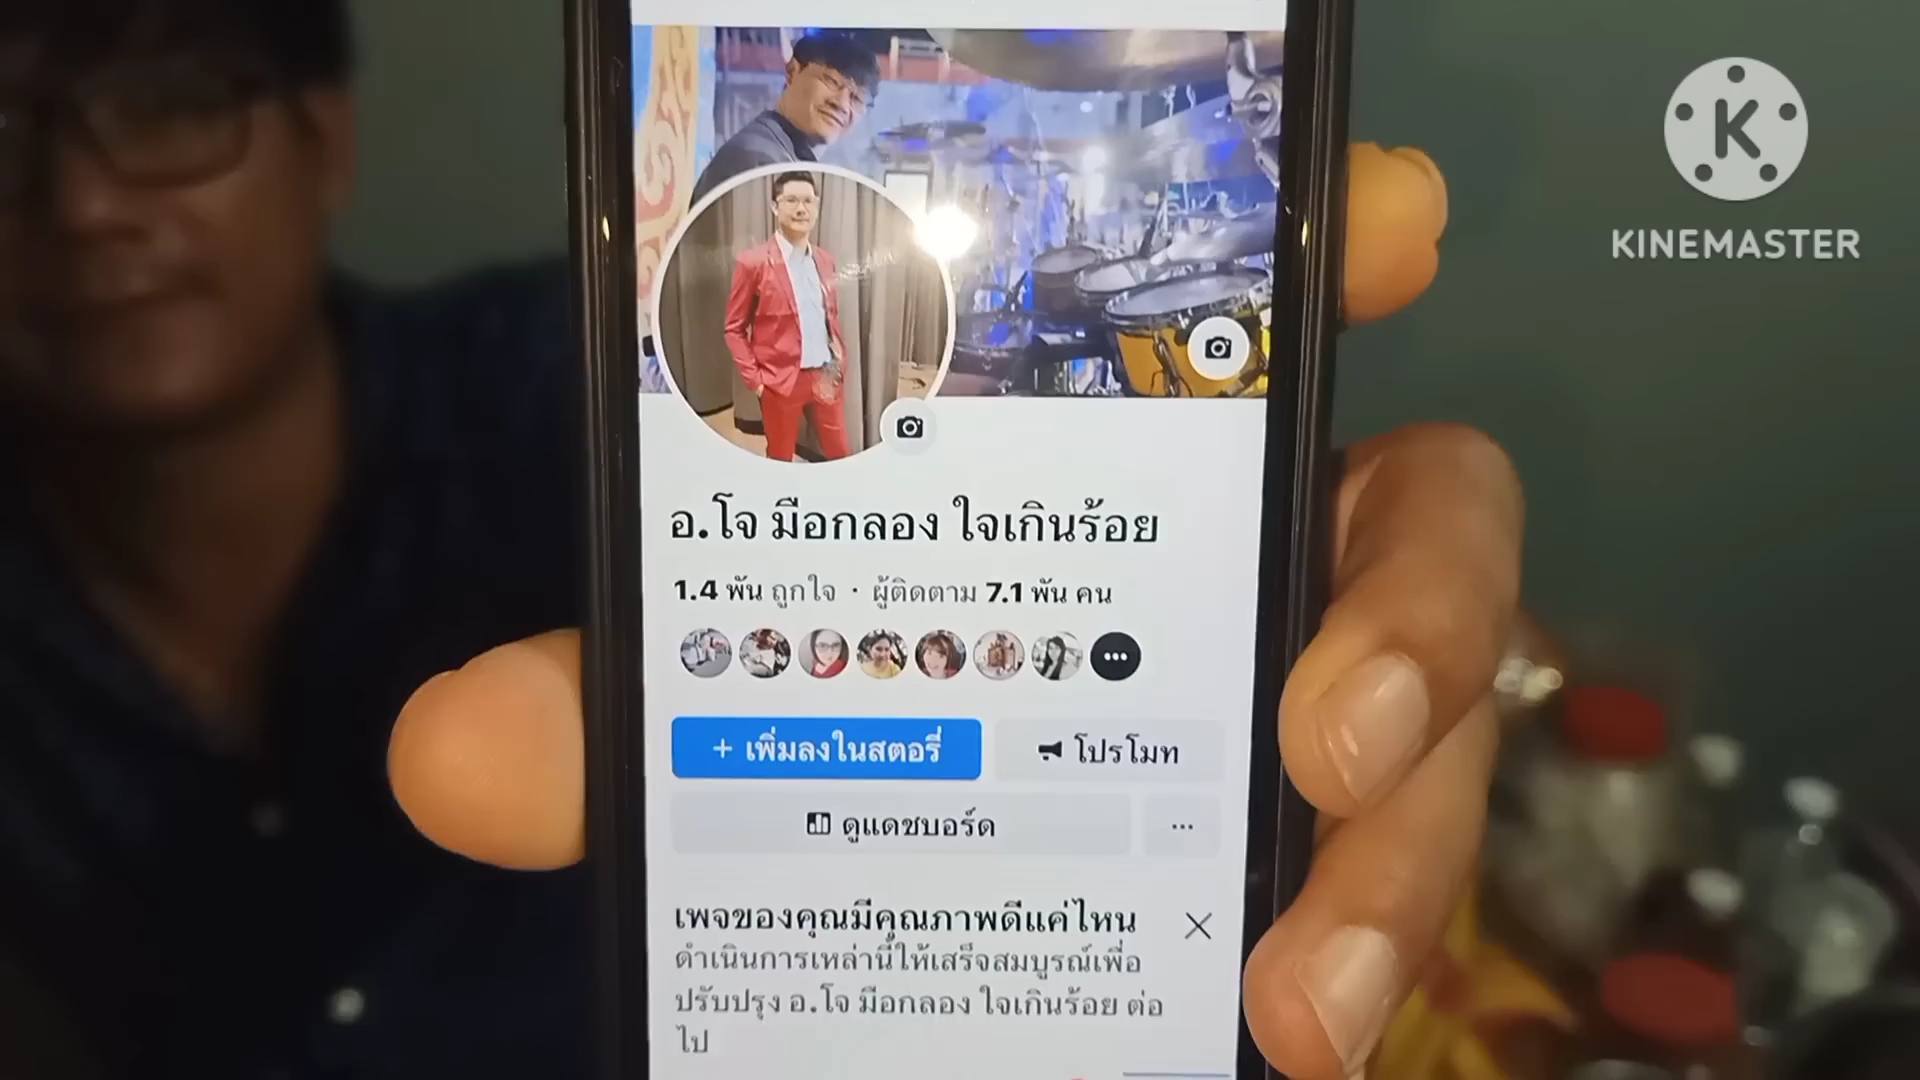 K
KINEMASTER
อ.โจ มือกลอง ใจเกินร้อย
1.4 พัน ถูกใจ · ผู้ติดตาม 7.1 พัน คน
+ เพิ่มลงในสตอรี่
โปรโมท
ดูแดชบอร์ด
เพจของคุณมีคุณภาพดีแค่ไหน
ดำเนินการเหล่านี้ให้เสร็จสมบูรณ์เพื่อ
ปรับปรุง อ.โจ มือกลอง ใจเกินร้อย ต่อ
ไป